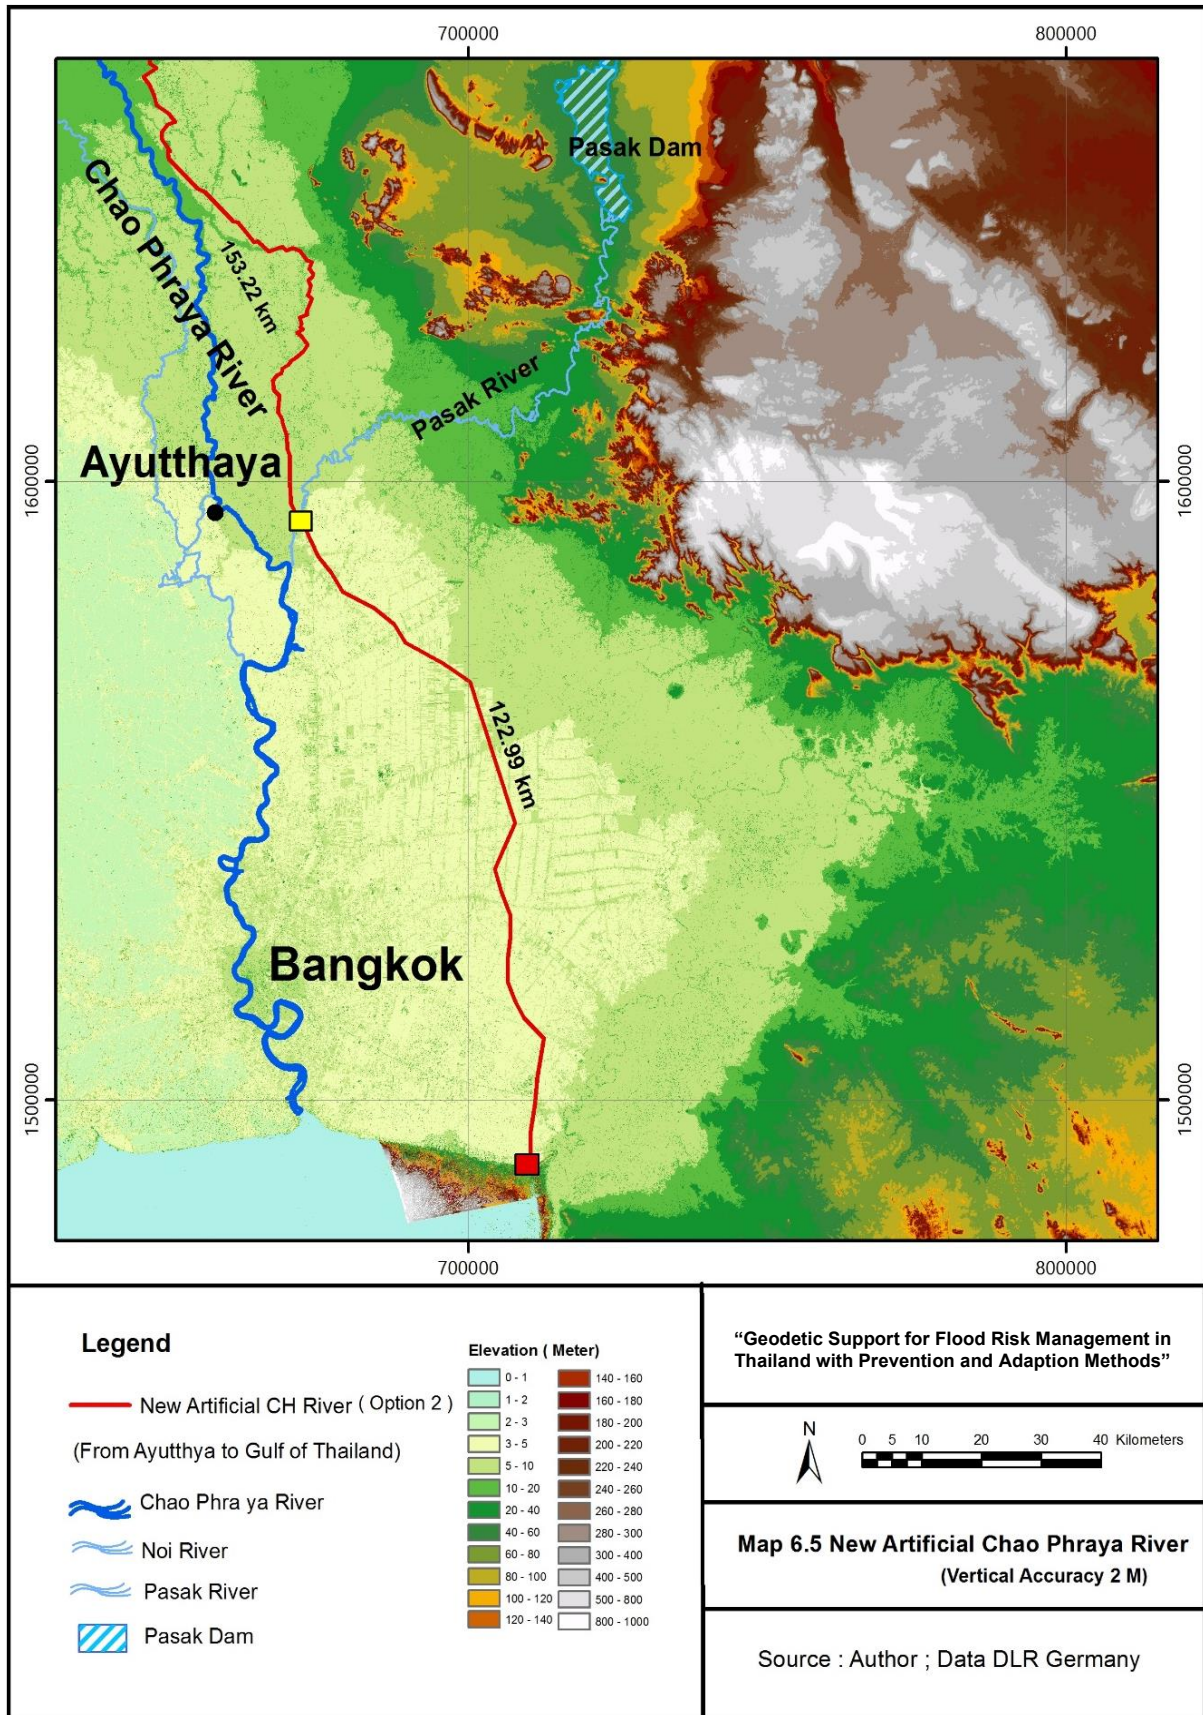 700000
800000
Pasak Dam
Chao Phraya River
153.22 km
Pasak River
Ayutthaya
1600000
1600000
122.99 km
Bangkok
1500000
1500000
700000
800000
Legend
New Artificial CH River ( Option 2 )
(From Ayutthya to Gulf of Thailand)
Chao Phra ya River
Noi River
Pasak River
Pasak Dam
Elevation ( Meter)
0 - 1
1 - 2
2 - 3
3 - 5
5 - 10
10 - 20
20 - 40
40 - 60
60 - 80
80 - 100
100 - 120
120 - 140
140 - 160
160 - 180
180 - 200
200 - 220
220 - 240
240 - 260
260 - 280
280 - 300
300 - 400
400 - 500
500 - 800
800 - 1000
“Geodetic Support for Flood Risk Management in
Thailand with Prevention and Adaption Methods”
N
0 5 10 20 30 40 Kilometers
Map 6.5 New Artificial Chao Phraya River
(Vertical Accuracy 2 M)
Source : Author ; Data DLR Germany